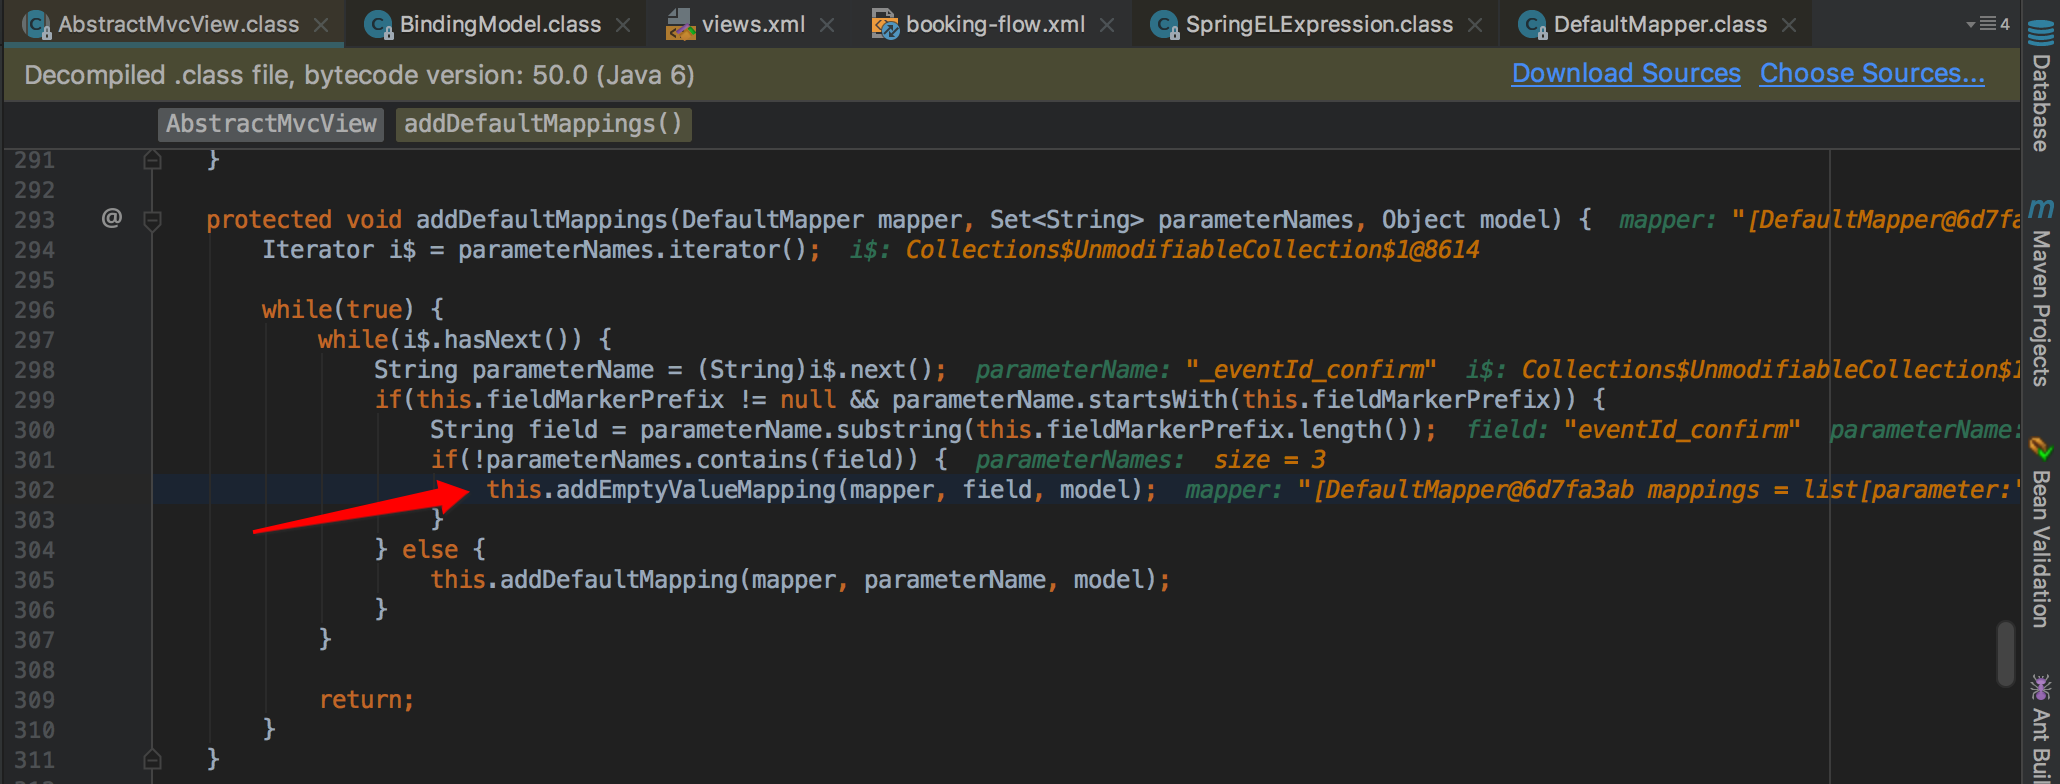 AbstractMvcView.class
BindingModel.class
views.xml
booking-flow.xml
SpringELExpression.class
DefaultMapper.class
4
Decompiled .class file, bytecode version: 50.0 (Java 6)
Download Sources
Choose Sources...
AbstractMvcView
addDefaultMappings()
291 }
292
293 @ protected void addDefaultMappings(DefaultMapper mapper, Set<String> parameterNames, Object model) { mapper: "[DefaultMapper@6d7fa
294 Iterator i$ = parameterNames.iterator(); i$: Collections$UnmodifiableCollection$1@8614
295
296 while(true) {
297 while(i$.hasNext()) {
298 String parameterName = (String)i$.next(); parameterName: "_eventId_confirm" i$: Collections$UnmodifiableCollection$1
299 if(this.fieldMarkerPrefix != null && parameterName.startsWith(this.fieldMarkerPrefix)) {
300 String field = parameterName.substring(this.fieldMarkerPrefix.length()); field: "eventId_confirm" parameterName:
301 if(!parameterNames.contains(field)) { parameterNames: size = 3
302 this.addEmptyValueMapping(mapper, field, model); mapper: "[DefaultMapper@6d7fa3ab mappings = list[parameter:'
303 }
304 } else {
305 this.addDefaultMapping(mapper, parameterName, model);
306 }
307 }
308
309 return;
310 }
311 }
Database
Maven Projects
Bean Validation
Ant Buil